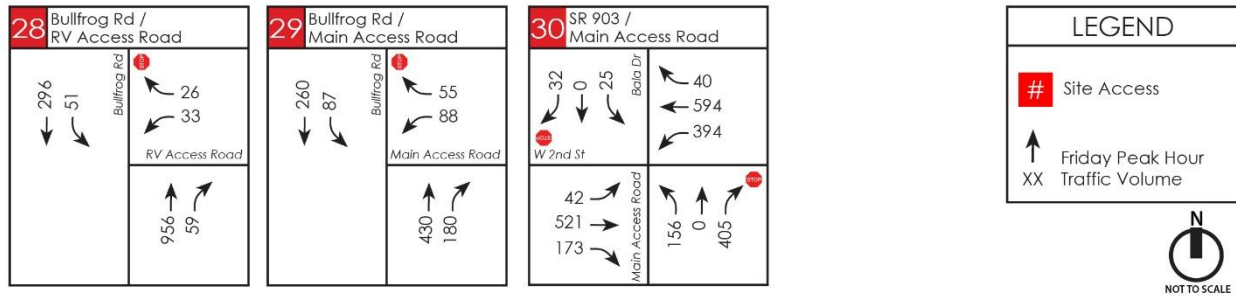 28 Bullfrog Rd /
RV Access Road
296
51
Bullfrog Rd
STOP
26
33
RV Access Road
956
59
29 Bullfrog Rd /
Main Access Road
260
87
Bullfrog Rd
STOP
55
88
Main Access Road
430
180
30 SR 903 /
Main Access Road
32
0
25
Bala Dr
STOP
W 2nd St
40
594
394
42
521
173
Main Access Road
156
0
405
STOP
LEGEND
# Site Access
Friday Peak Hour
XX Traffic Volume
N
NOT TO SCALE